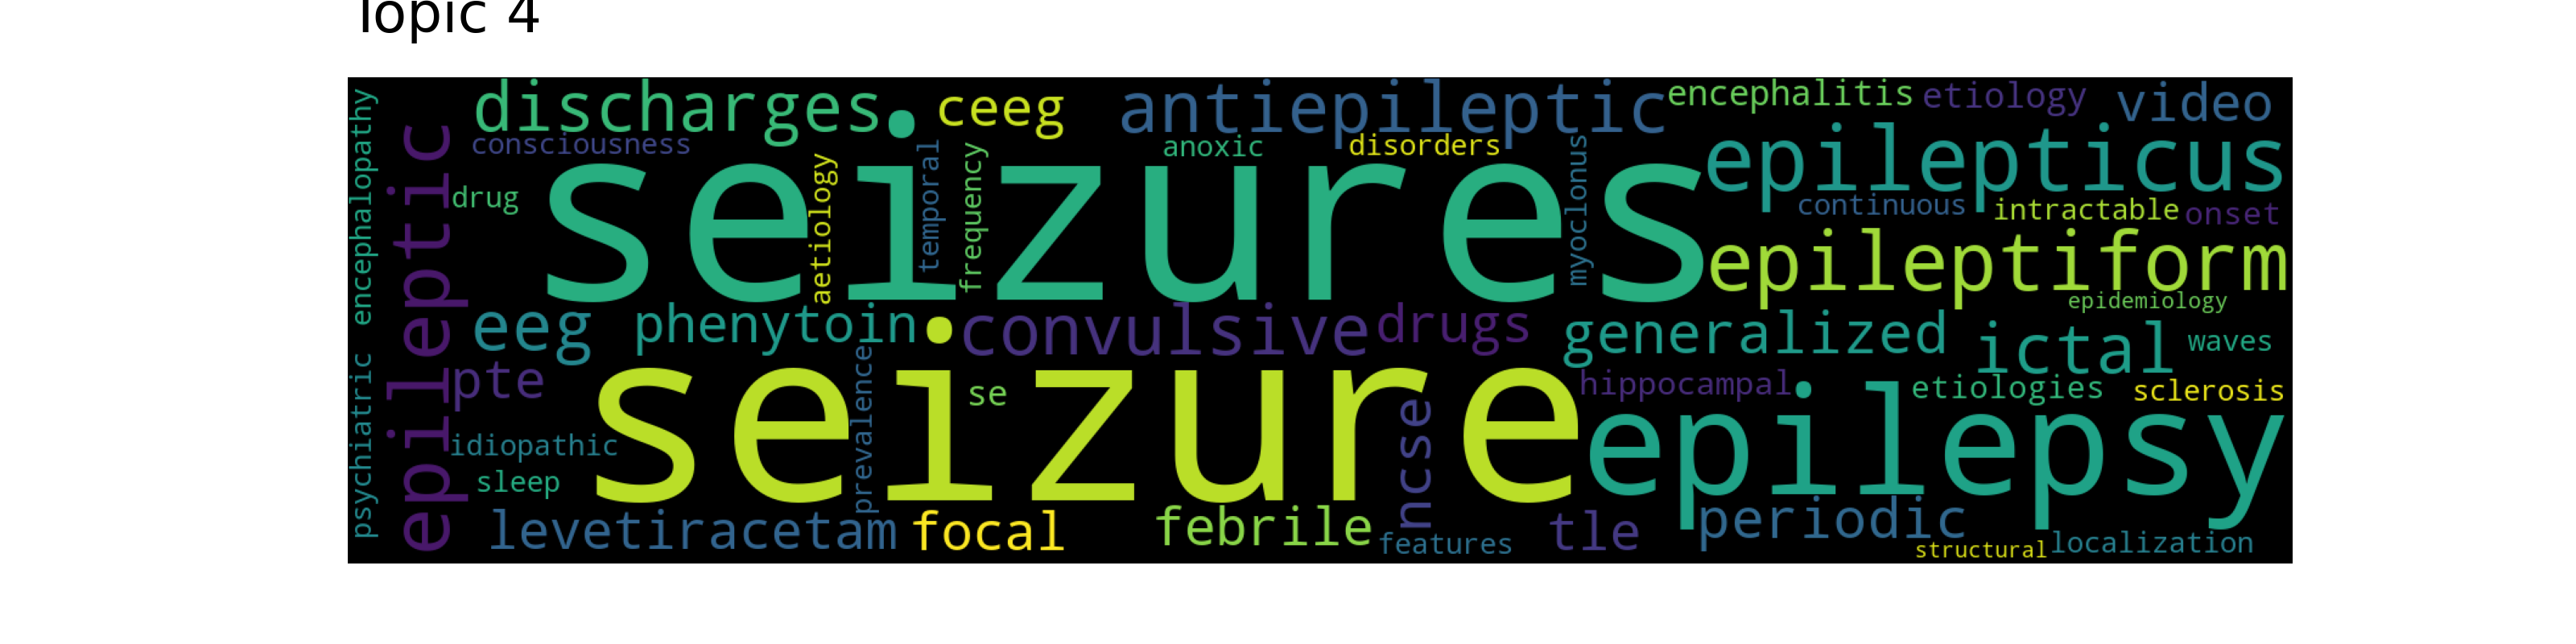 Topic 4
discharges ceeg antiepileptic encephalitis etiology video
consciousness anoxic disorders epilepticus
drug seizures continuous intractable onset
encephalopathy epileptic aetiology temporal frequency myoclonus
epileptiform
epidemiology
eeg phenytoin convulsive drugs generalized ictal waves
pte seizure se hippocampal etiologies sclerosis
psychiatric prevalence ncse epilepsy
idiopathic
sleep
levetiracetam focal febrile features tle periodic
structural localization